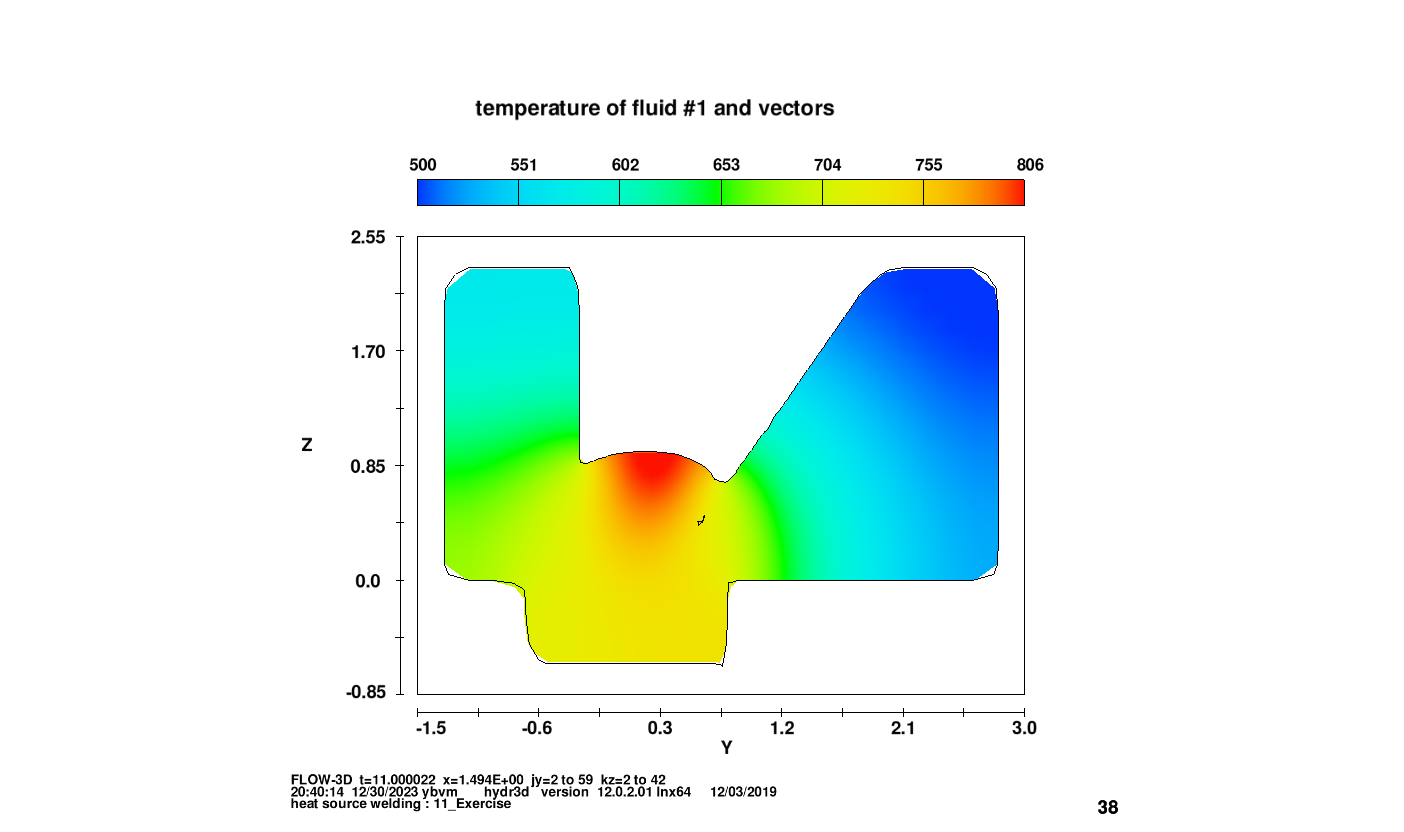 temperature of fluid #1 and vectors
500 551 602 653 704 755 806
2.55
1.70
Z
0.85
0.0
-0.85
-1.5 -0.6 0.3 1.2 2.1 3.0
Y
FLOW-3D t=11.000022 x=1.494E+00 jy=2 to 59 kz=2 to 42
20:40:14 12/30/2023 ybvm hydr3d version 12.0.2.01 lnx64 12/03/2019
heat source welding : 11_Exercise
38